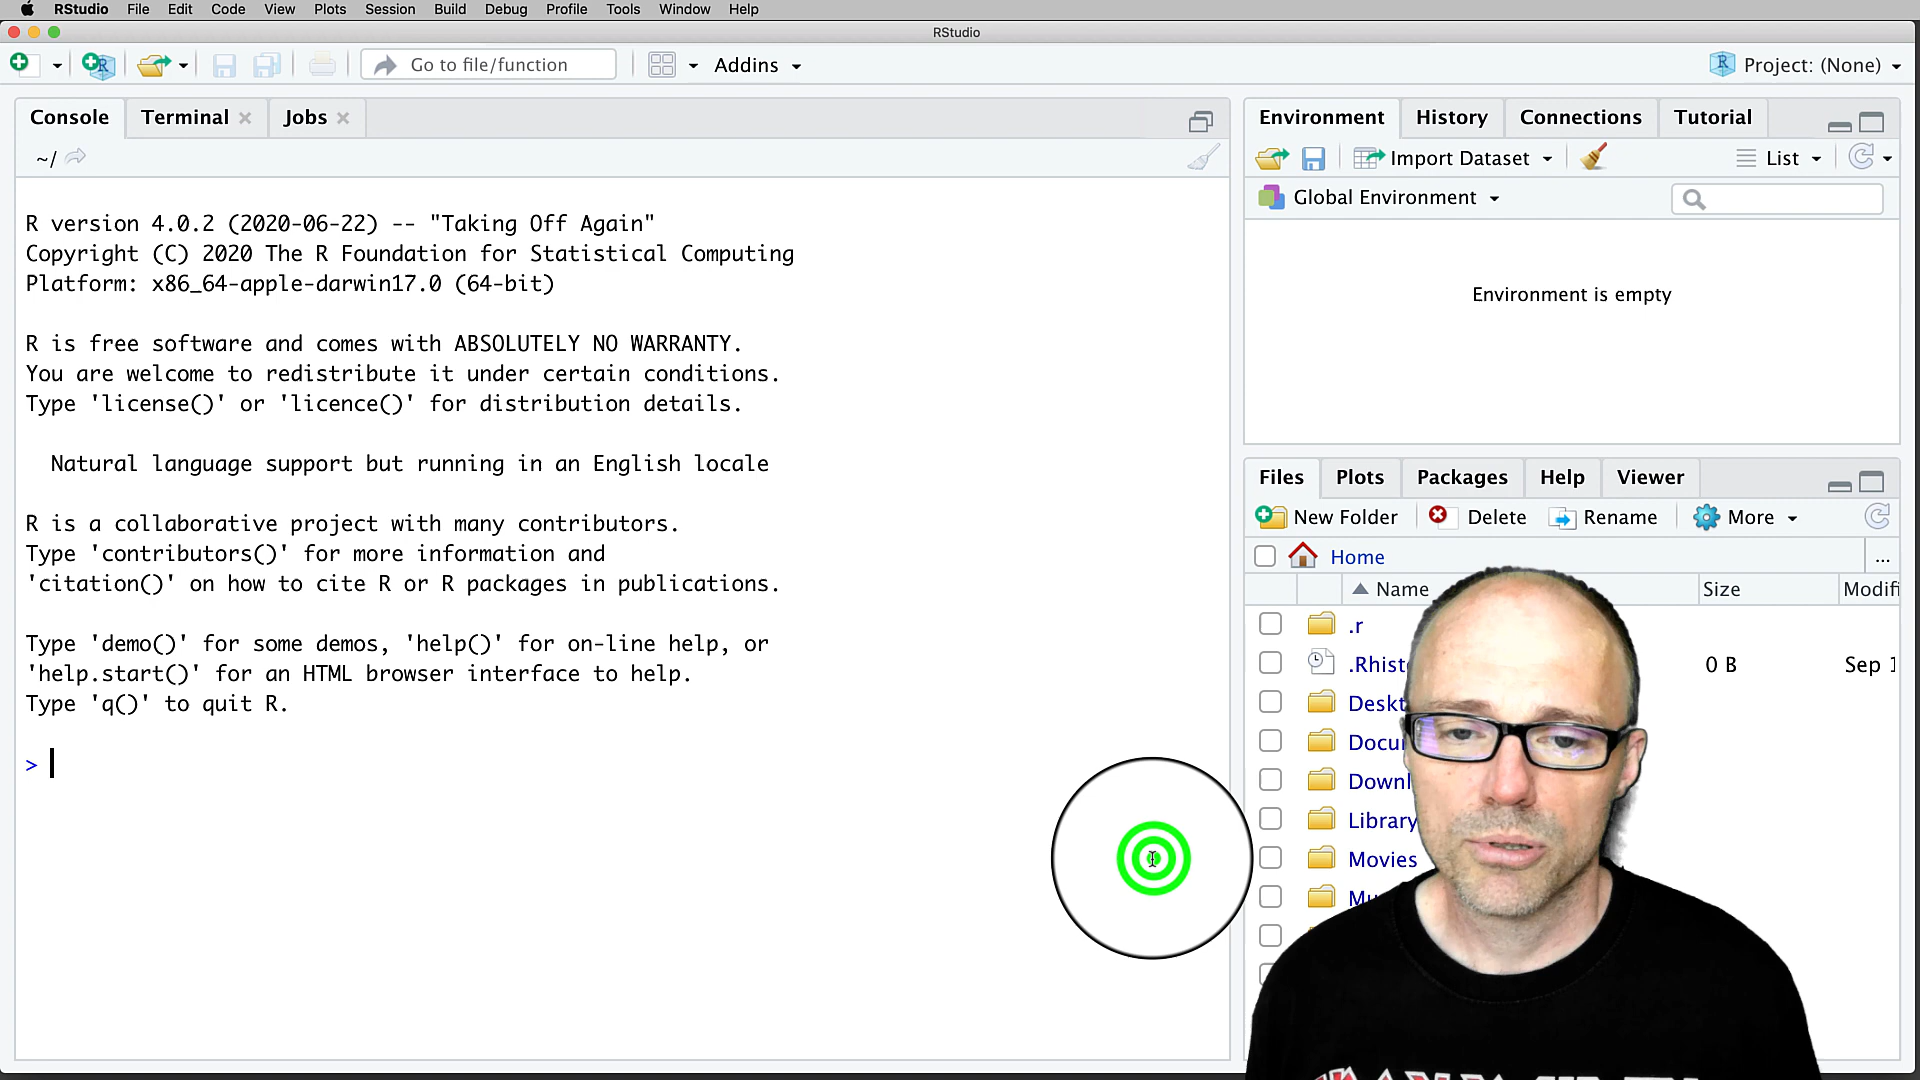 RStudio File Edit Code View Plots Session Build Debug Profile Tools Window Help
RStudio
Go to file/function Addins Project: (None)
Console Terminal Jobs
~/
R version 4.0.2 (2020-06-22) -- "Taking Off Again"
Copyright (C) 2020 The R Foundation for Statistical Computing
Platform: x86_64-apple-darwin17.0 (64-bit)
R is free software and comes with ABSOLUTELY NO WARRANTY.
You are welcome to redistribute it under certain conditions.
Type 'license()' or 'licence()' for distribution details.
Natural language support but running in an English locale
R is a collaborative project with many contributors.
Type 'contributors()' for more information and
'citation()' on how to cite R or R packages in publications.
Type 'demo()' for some demos, 'help()' for on-line help, or
'help.start()' for an HTML browser interface to help.
Type 'q()' to quit R.
>
Environment History Connections Tutorial
Import Dataset List
Global Environment
Environment is empty
Files Plots Packages Help Viewer
New Folder Delete Rename More
Home ...
Name Size Modifi
.r
.Rhist 0 B Sep 1
Deskt
Docu
Downl
Library
Movies